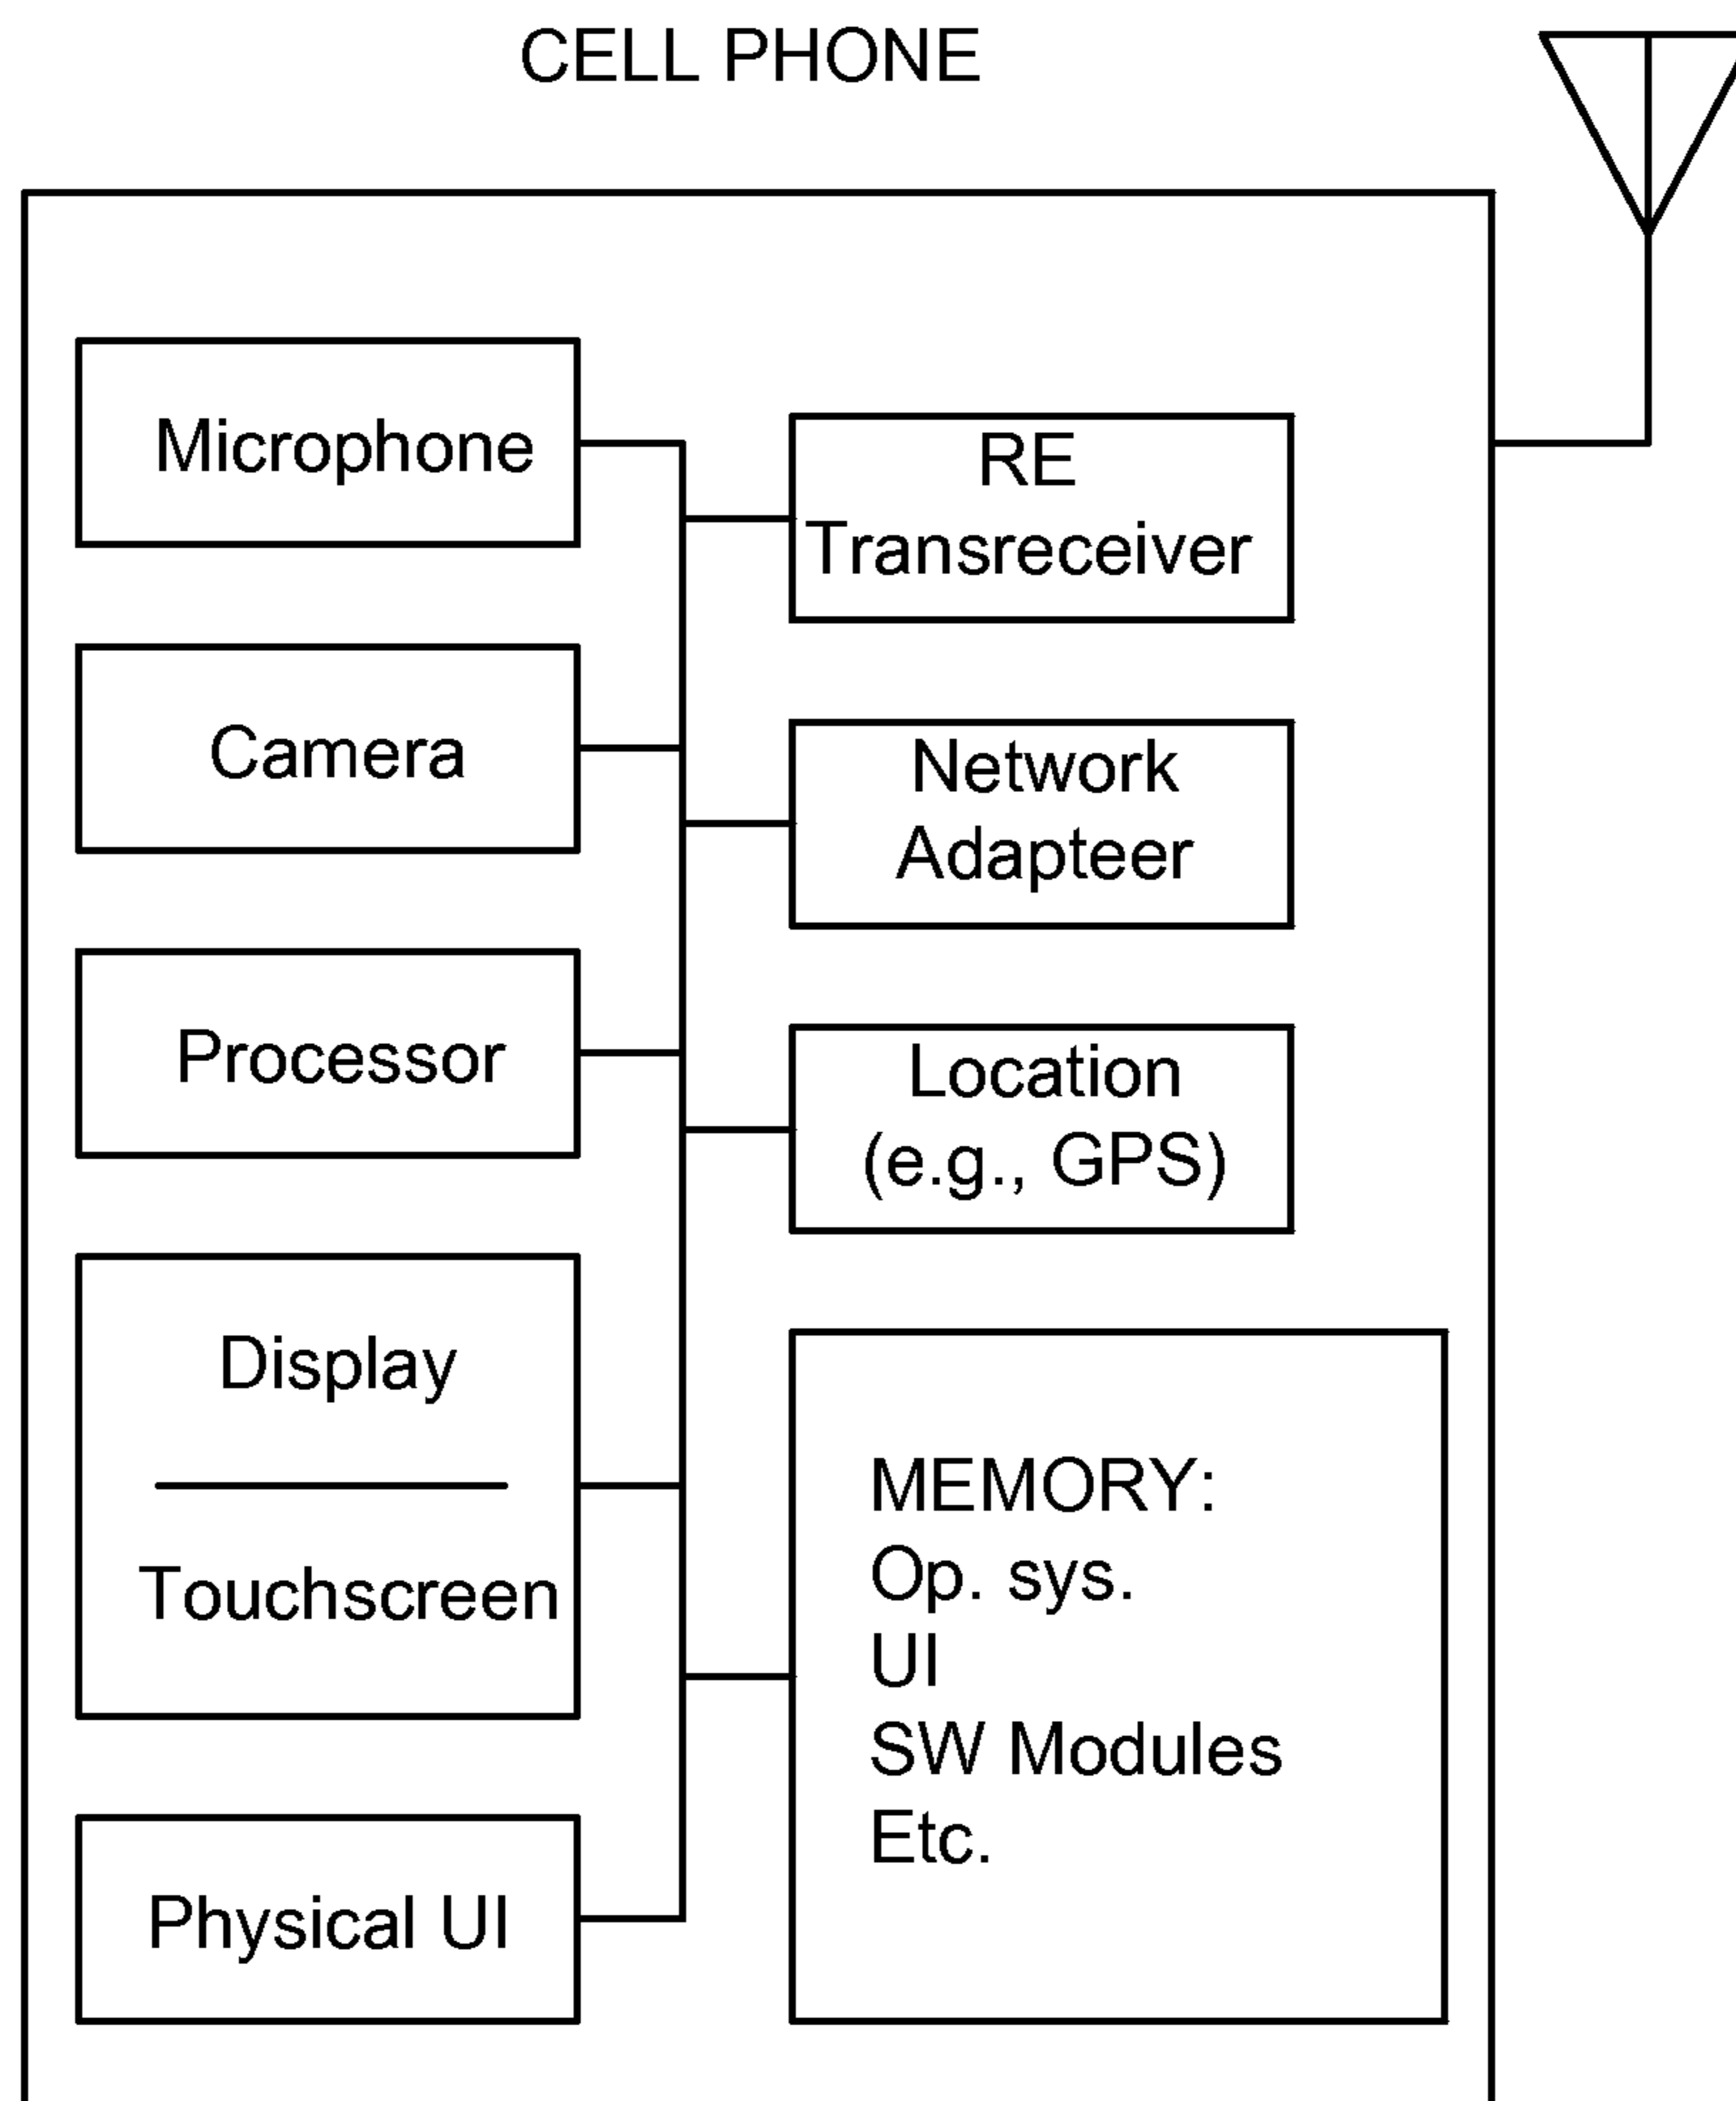 CELL PHONE
Microphone
RE
Transreceiver
Camera
Network
Adapteer
Processor
Location
(e.g., GPS)
Display
Touchscreen
MEMORY:
Op. sys.
UI
SW Modules
Etc.
Physical UI